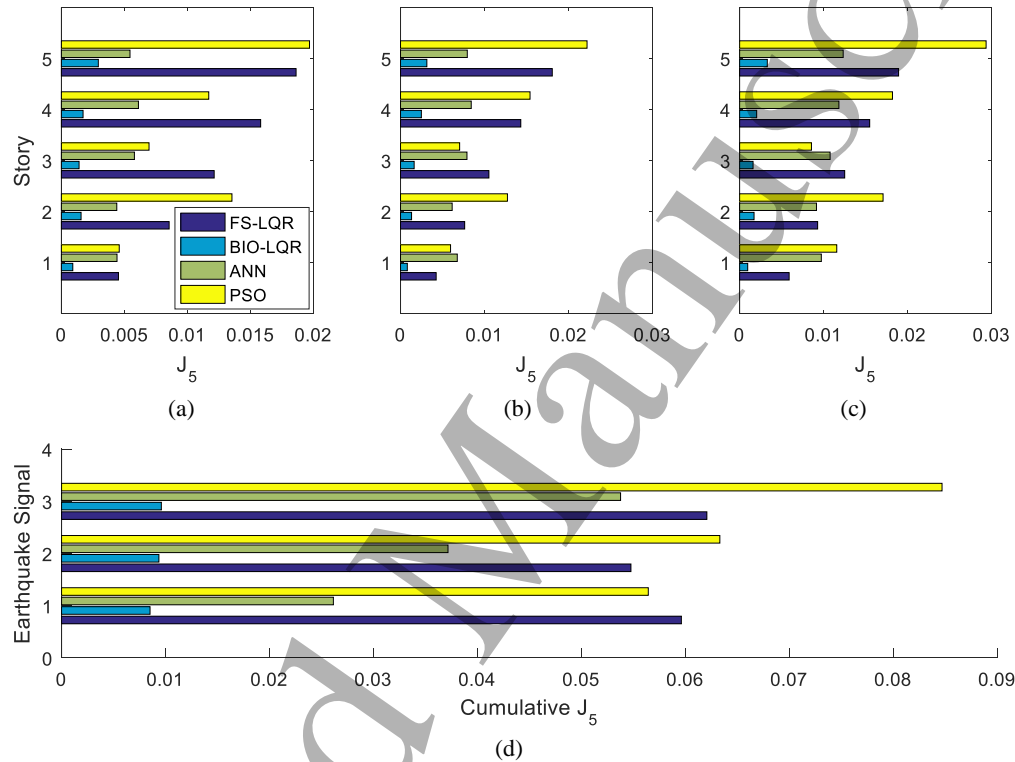 5
4
3
2
1
Story
FS-LQR
BIO-LQR
ANN
PSO
0 0.005 0.01 0.015 0.02
J5
(a)
5
4
3
2
1
0 0.01 0.02 0.03
J5
(b)
5
4
3
2
1
0 0.01 0.02 0.03
J5
(c)
4
3
2
1
0
Earthquake Signal
0 0.01 0.02 0.03 0.04 0.05 0.06 0.07 0.08 0.09
Cumulative J5
(d)
d Manusc